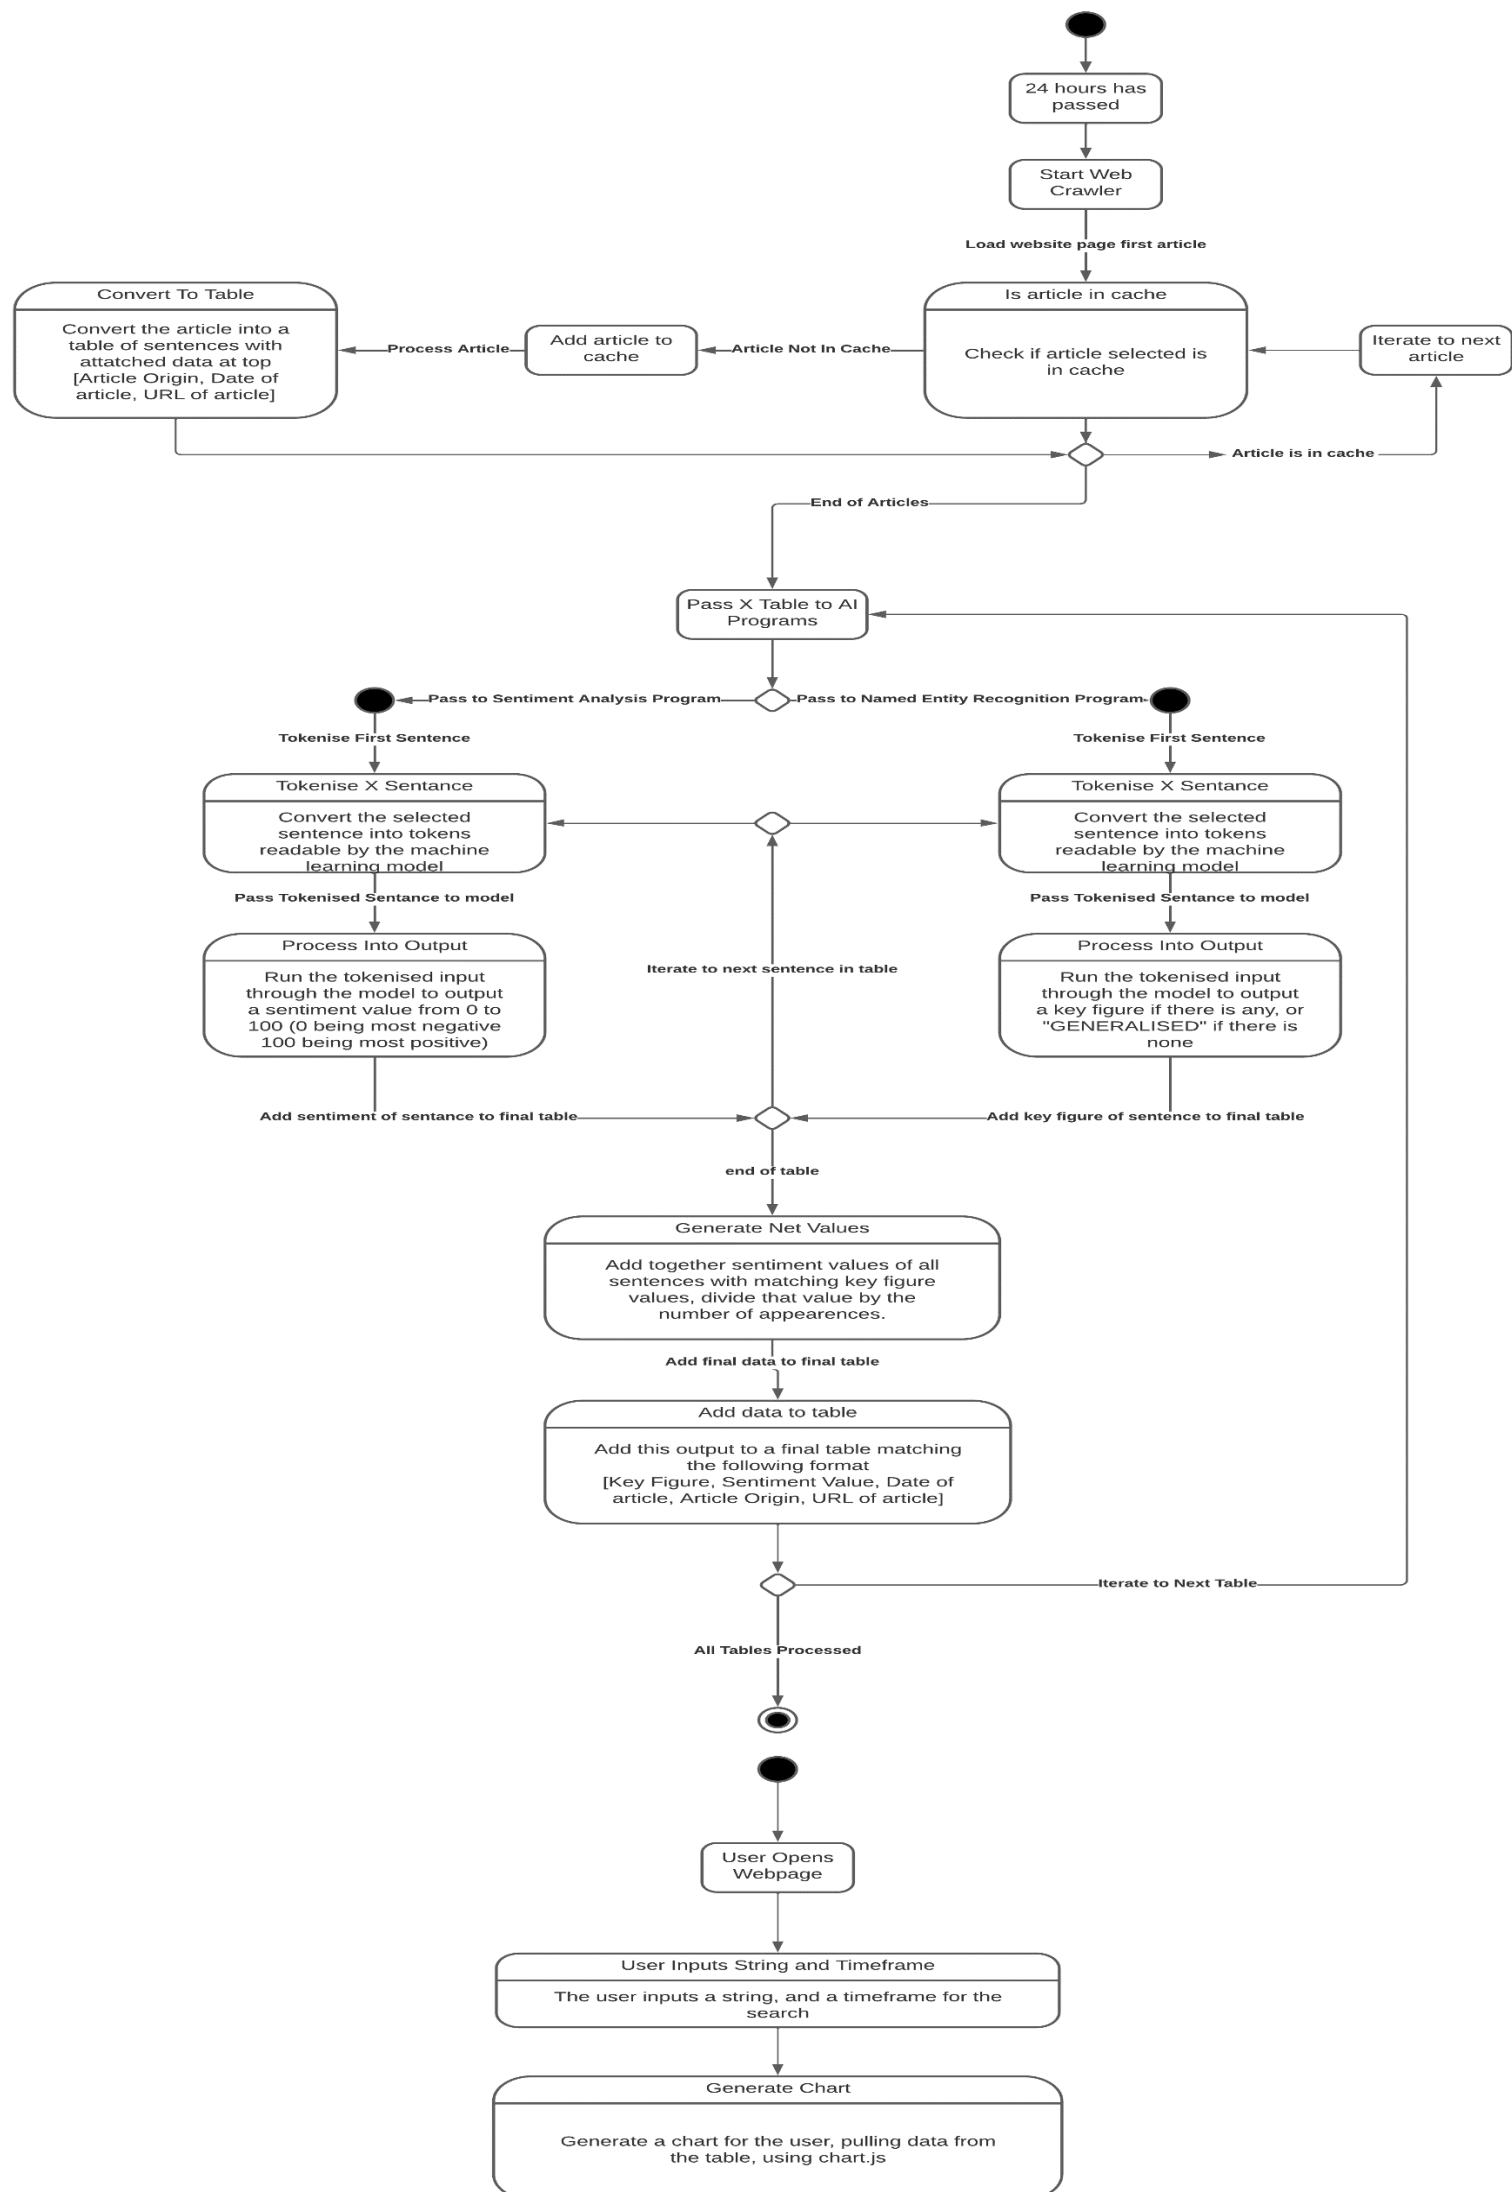 24 hours has
passed
Start Web
Crawler
Load website page first article
Convert To Table
Convert the article into a
table of sentences with
attatched data at top
[Article Origin, Date of
article, URL of article]
Process Article
Add article to
cache
Article Not In Cache
Is article in cache
Check if article selected is
in cache
Iterate to next
article
Article is in cache
End of Articles
Pass X Table to AI
Programs
Pass to Sentiment Analysis Program
Pass to Named Entity Recognition Program
Tokenise First Sentence
Tokenise First Sentence
Tokenise X Sentance
Convert the selected
sentence into tokens
readable by the machine
learning model
Tokenise X Sentence
Convert the selected
sentence into tokens
readable by the machine
learning model
Pass Tokenised Sentance to model
Pass Tokenised Sentance to model
Process Into Output
Run the tokenised input
through the model to output
a sentiment value from 0 to
100 (0 being most negative
100 being most positive)
Iterate to next sentence in table
Process Into Output
Run the tokenised input
through the model to output
a key figure if there is any, or
"GENERALISED" if there is
none
Add sentiment of sentance to final table
Add key figure of sentence to final table
end of table
Generate Net Values
Add together sentiment values of all
sentences with matching key figure
values, divide that value by the
number of appearences.
Add final data to final table
Add data to table
Add this output to a final table matching
the following format
[Key Figure, Sentiment Value, Date of
article, Article Origin, URL of article]
Iterate to Next Table
All Tables Processed
User Opens
Webpage
User Inputs String and Timeframe
The user inputs a string, and a timeframe for the
search
Generate Chart
Generate a chart for the user, pulling data from
the table, using chart.js